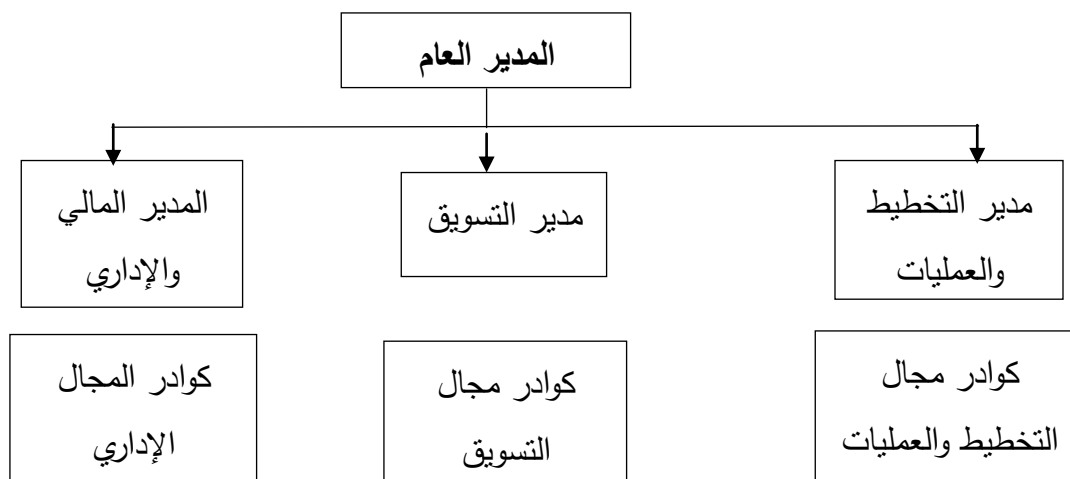 المدير العام
مدير التخطيط
والعمليات
مدير التسويق
المدير المالي
والإداري
كوادر مجال
التخطيط والعمليات
كوادر مجال
التسويق
كوادر المجال
الإداري